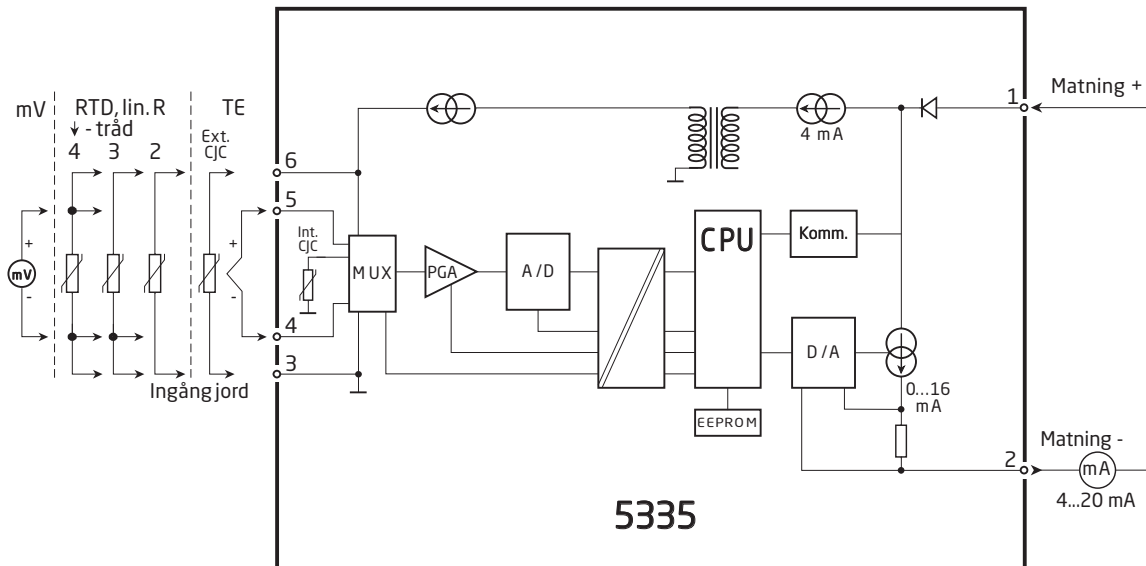 mV
RTD, lin. R
- tråd
4
3
2
TE
Ext.
CJC
+
-
mV
+
-
Ingång jord
6
5
4
3
Int.
CJC
MUX
PGA
A/D
CPU
EEPROM
Komm.
D/A
4 mA
0...16
mA
1
Matning +
2
Matning -
mA
4...20 mA
5335